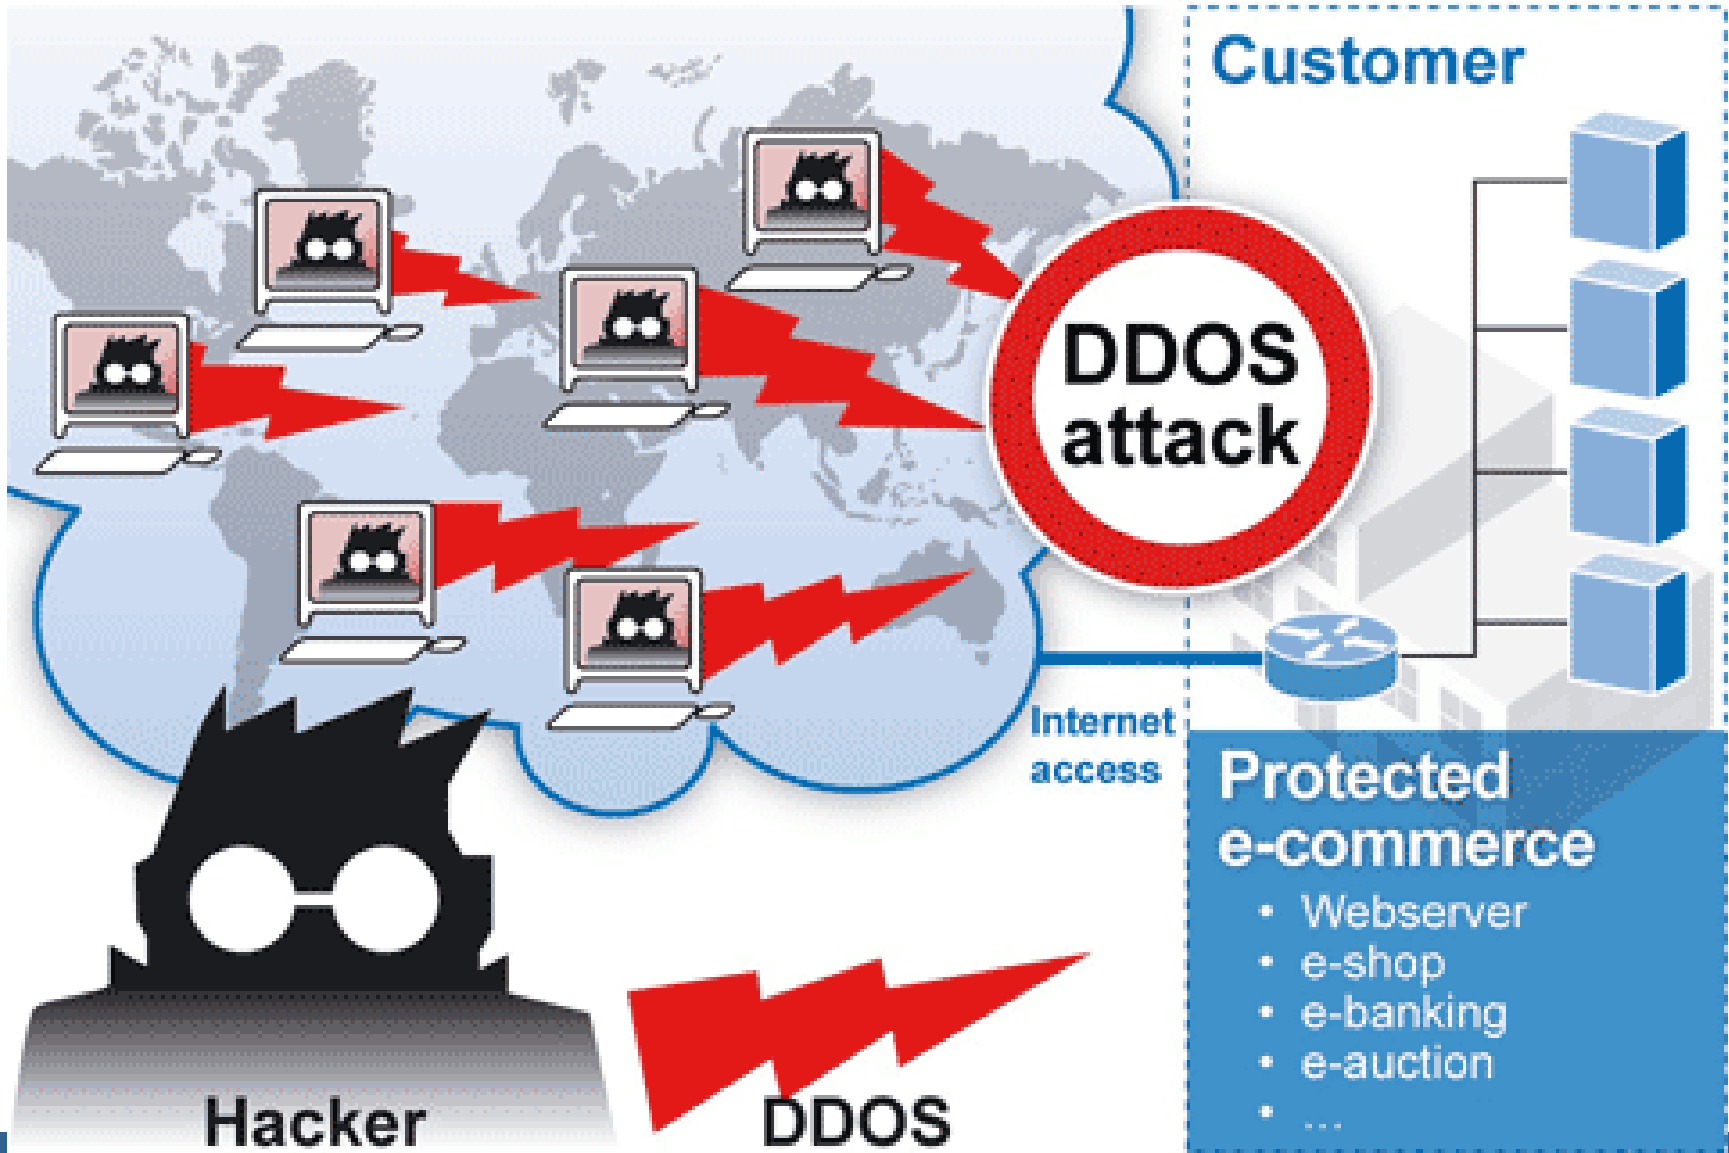 Customer
DDOS
attack
Internet
access
Protected
e-commerce
• Webserver
• e-shop
• e-banking
• e-auction
• ...
Hacker
DDOS